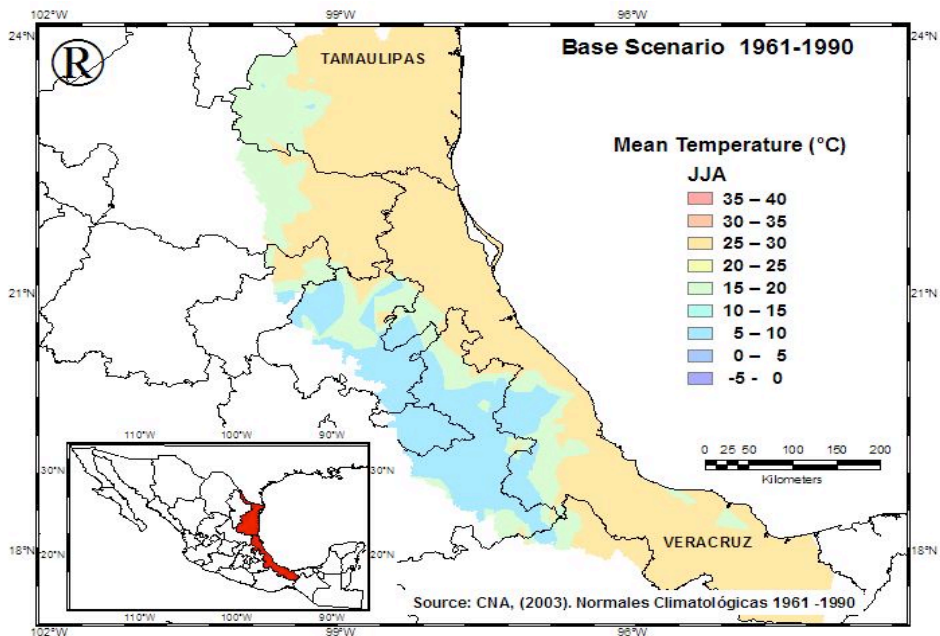 102°W 99°W 96°W
24°N 24°N
R
TAMAULIPAS
Base Scenario 1961-1990
Mean Temperature (°C)
JJA
35 – 40
30 – 35
25 – 30
20 – 25
15 – 20
10 – 15
5 – 10
0 – 5
-5 - 0
21°N 21°N
0 25 50 100 150 200
Kilometers
110°W 100°W 90°W
30°N 30°N
20°N 20°N
110°W 100°W 90°W
18°N 18°N
VERACRUZ
Source: CNA, (2003). Normales Climatológicas 1961 -1990
102°W 99°W 96°W